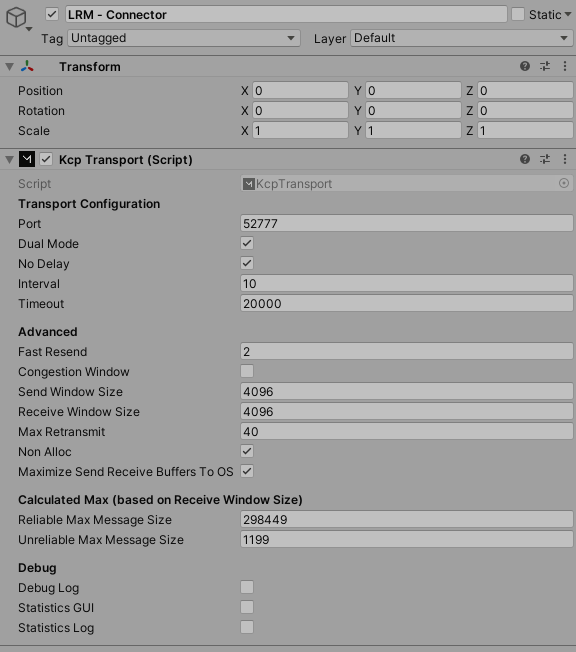 LRM - Connector Static
Tag Untagged Layer Default
Transform
Position X 0 Y 0 Z 0
Rotation X 0 Y 0 Z 0
Scale X 1 Y 1 Z 1
Kcp Transport (Script)
Script KcpTransport
Transport Configuration
Port 52777
Dual Mode
No Delay
Interval 10
Timeout 20000
Advanced
Fast Resend 2
Congestion Window
Send Window Size 4096
Receive Window Size 4096
Max Retransmit 40
Non Alloc
Maximize Send Receive Buffers To OS
Calculated Max (based on Receive Window Size)
Reliable Max Message Size 298449
Unreliable Max Message Size 1199
Debug
Debug Log
Statistics GUI
Statistics Log